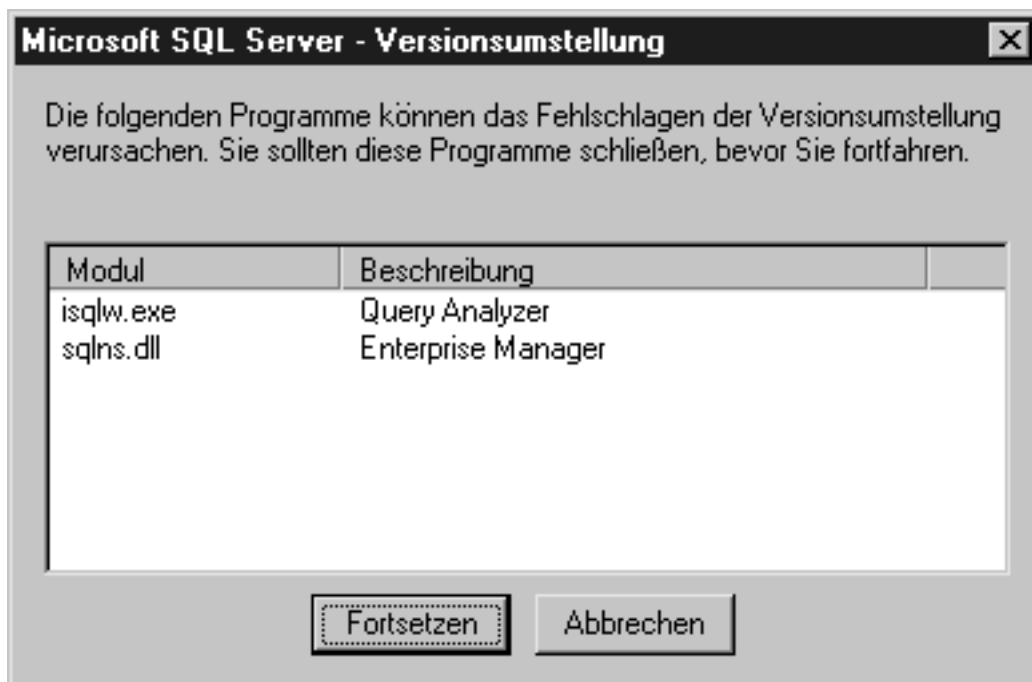 Microsoft SQL Server - Versionsumstellung
Die folgenden Programme können das Fehlschlagen der Versionsumstellung
verursachen. Sie sollten diese Programme schließen, bevor Sie fortfahren.
Modul Beschreibung
isqlw.exe Query Analyzer
sqlns.dll Enterprise Manager
Fortsetzen Abbrechen